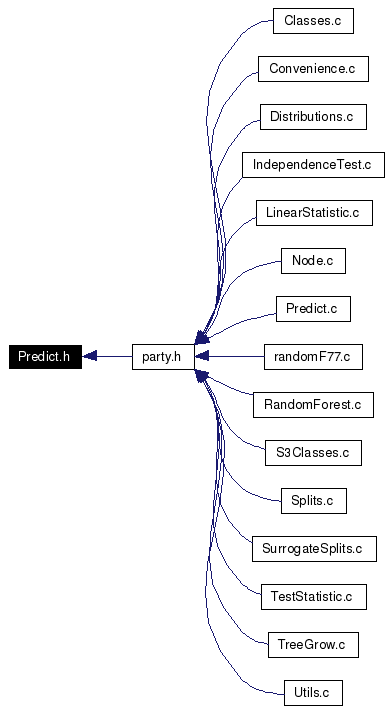 Classes.c
Convenience.c
Distributions.c
IndependenceTest.c
LinearStatistic.c
Node.c
Predict.c
Predict.h
party.h
randomF77.c
RandomForest.c
S3Classes.c
Splits.c
SurrogateSplits.c
TestStatistic.c
TreeGrow.c
Utils.c